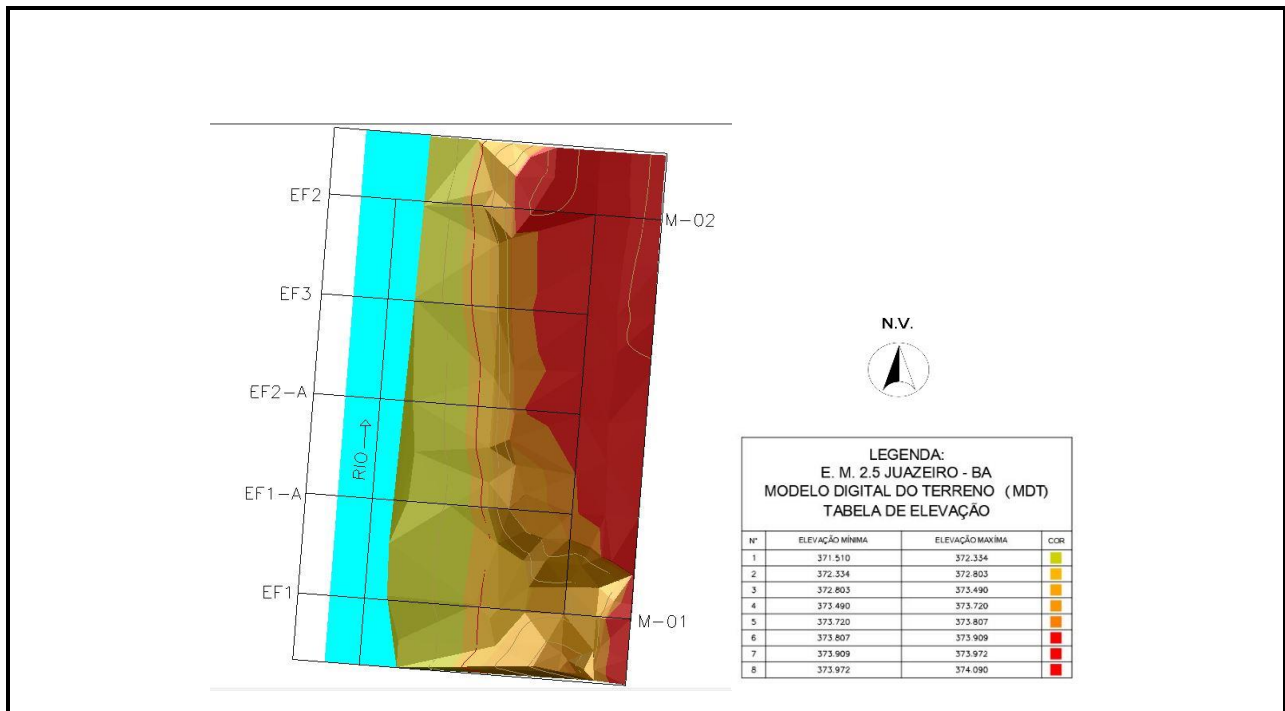 EF2
M-02
EF3
EF2-A
RIO
EF1-A
EF1
M-01
N.V.
LEGENDA:
E. M. 2.5 JUAZEIRO - BA
MODELO DIGITAL DO TERRENO (MDT)
TABELA DE ELEVAÇÃO
N° ELEVAÇÃO MÍNIMA ELEVAÇÃO MAXÍMA COR
1 371.510 372.334
2 372.334 372.803
3 372.803 373.490
4 373.490 373.720
5 373.720 373.807
6 373.807 373.909
7 373.909 373.972
8 373.972 374.090